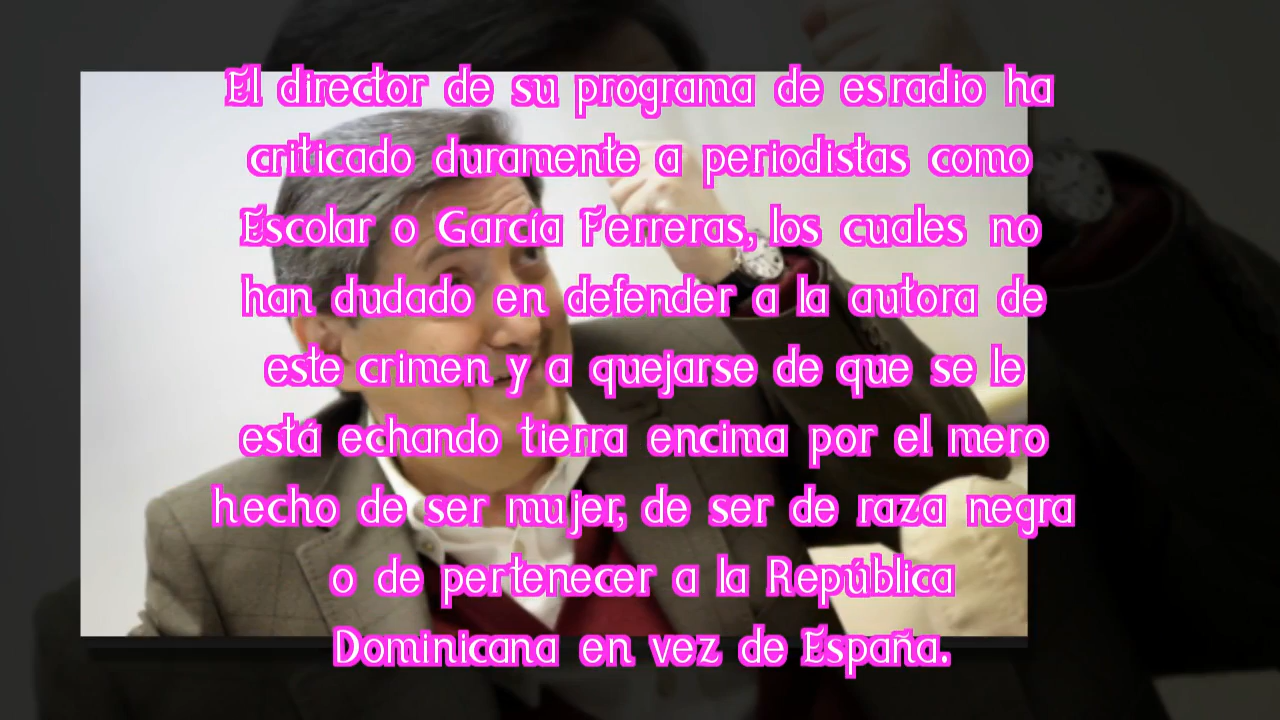 El director de su programa de esradio ha
criticado duramente a periodistas como
Escolar o García Ferreras, los cuales no
han dudado en defender a la autora de
este crimen y a quejarse de que se le
está echando tierra encima por el mero
hecho de ser mujer, de ser de raza negra
o de pertenecer a la República
Dominicana en vez de España.